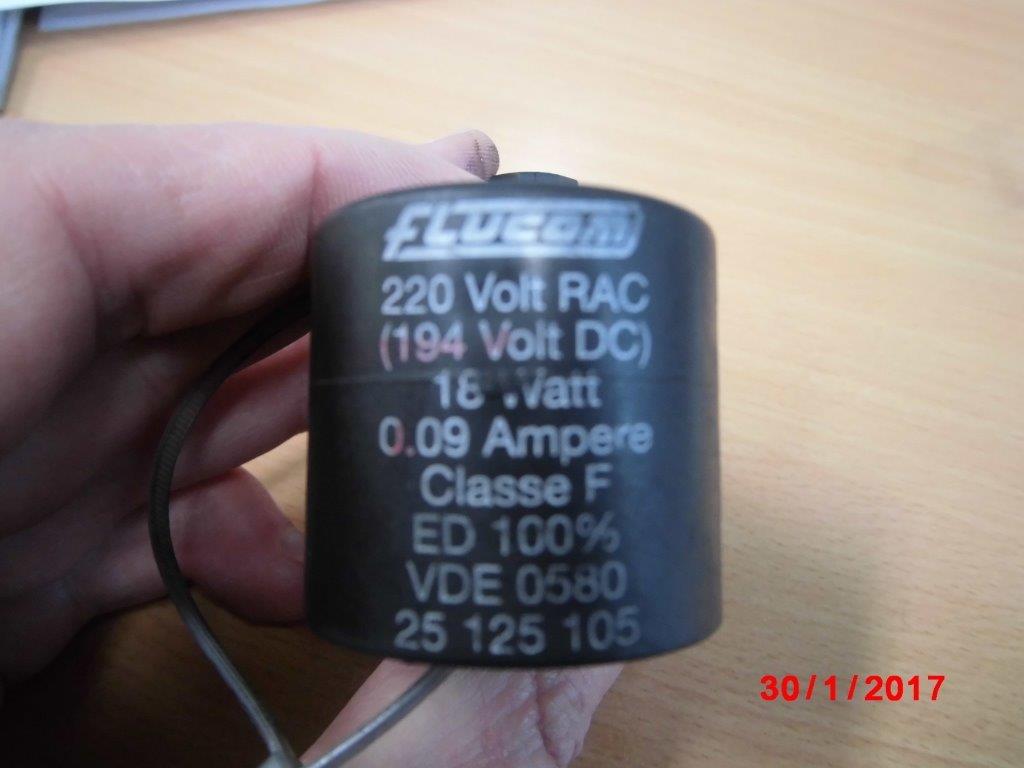 FLUCOM
220 Volt RAC
(194 Volt DC)
18 Watt
0.09 Ampere
Classe F
ED 100%
VDE 0580
25 125 105
30/1/2017